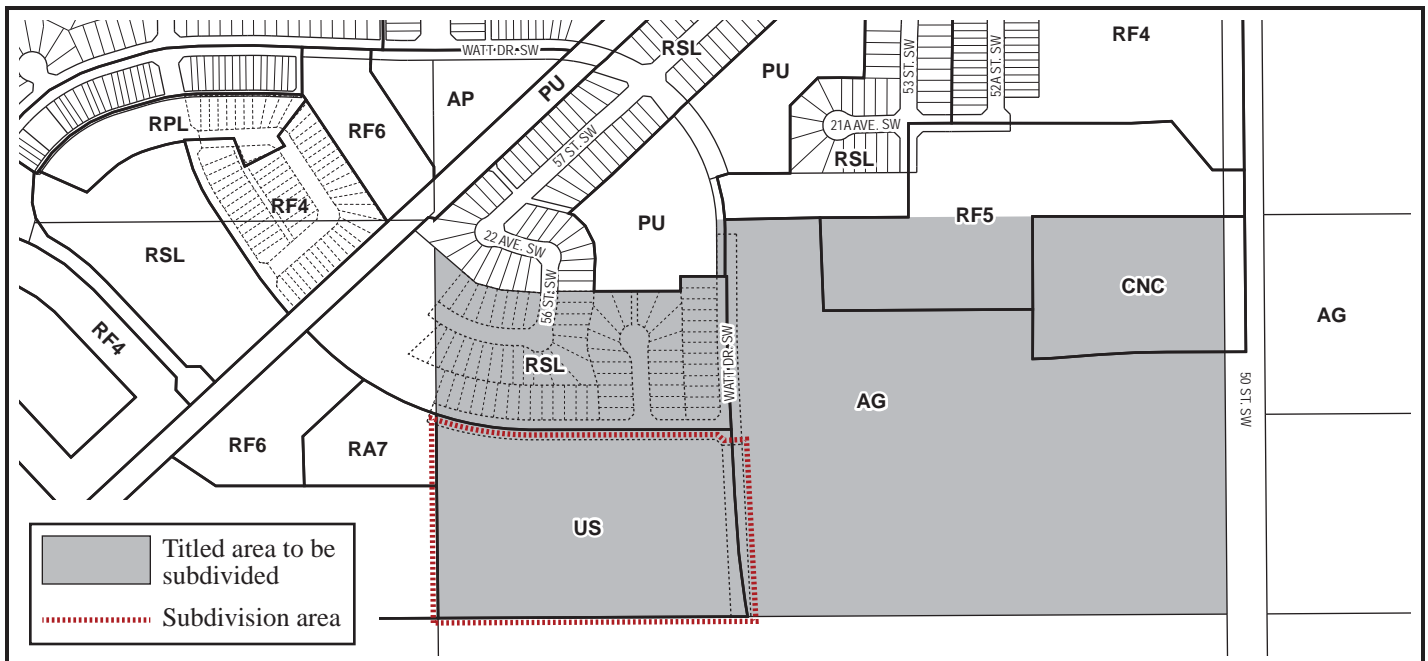 WATT DR. SW
RSL
RF4
PU
PU
AP
53 ST. SW
52A ST. SW
RPL
RF6
57 ST. SW
21A AVE. SW
RSL
RF4
PU
RF5
22 AVE. SW
RSL
CNC
56 ST. SW
AG
RF4
WATT DR. SW
RSL
50 ST. SW
AG
RF6
RA7
US
Titled area to be
subdivided
Subdivision area